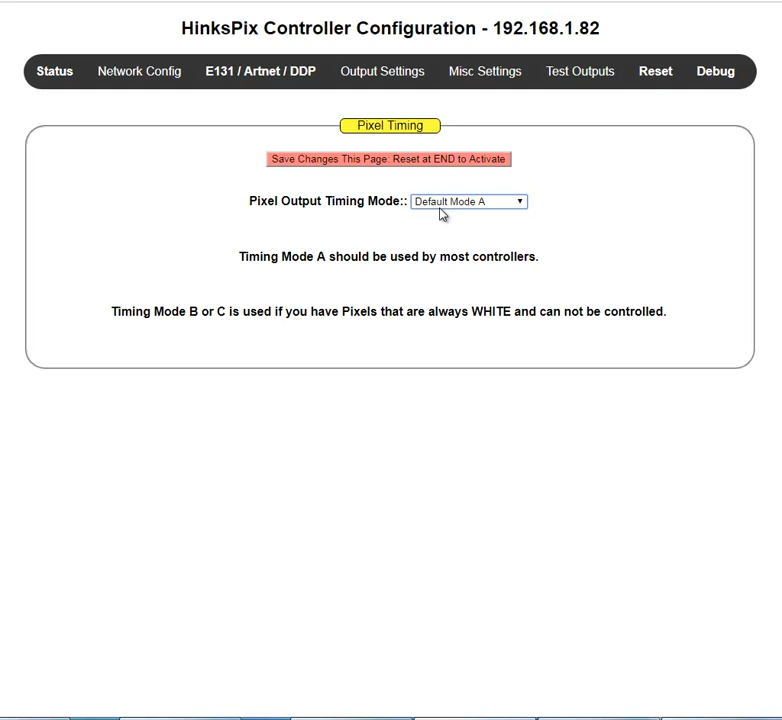 HinksPix Controller Configuration - 192.168.1.82
Status Network Config E131 / Artnet / DDP Output Settings Misc Settings Test Outputs Reset Debug
Pixel Timing
Save Changes This Page: Reset at END to Activate
Pixel Output Timing Mode:: Default Mode A
Timing Mode A should be used by most controllers.
Timing Mode B or C is used if you have Pixels that are always WHITE and can not be controlled.